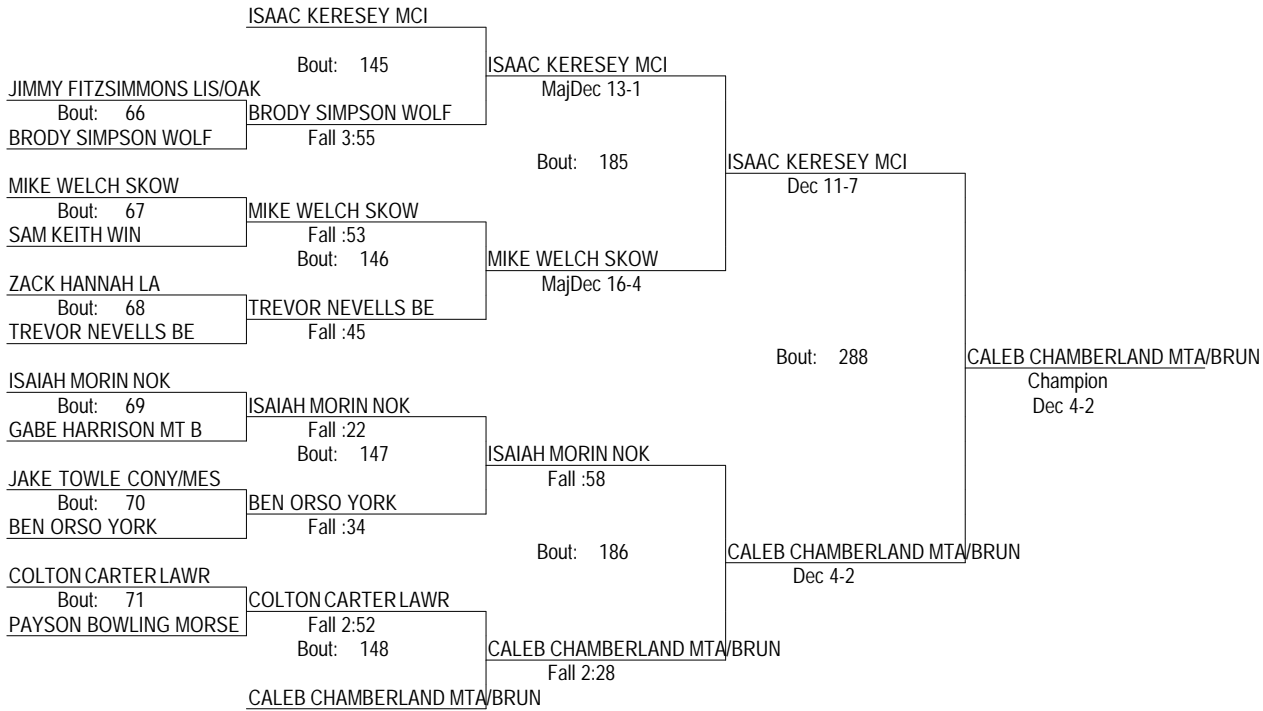 ISAAC KERESEY MCI
Bout: 145
ISAAC KERESEY MCI
JIMMY FITZSIMMONS LIS/OAK
MajDec 13-1
Bout: 66
BRODY SIMPSON WOLF
BRODY SIMPSON WOLF
Fall 3:55
Bout: 185
ISAAC KERESEY MCI
MIKE WELCH SKOW
Dec 11-7
Bout: 67
MIKE WELCH SKOW
SAM KEITH WIN
Fall :53
Bout: 146
MIKE WELCH SKOW
ZACK HANNAH LA
MajDec 16-4
Bout: 68
TREVOR NEVELLS BE
TREVOR NEVELLS BE
Fall :45
Bout: 288
CALEB CHAMBERLAND MTA/BRUN
ISAIAH MORIN NOK
Champion
Bout: 69
ISAIAH MORIN NOK
Dec 4-2
GABE HARRISON MT B
Fall :22
Bout: 147
ISAIAH MORIN NOK
JAKE TOWLE CONY/MES
Fall :58
Bout: 70
BEN ORSO YORK
BEN ORSO YORK
Fall :34
Bout: 186
CALEB CHAMBERLAND MTA/BRUN
COLTON CARTER LAWR
Dec 4-2
Bout: 71
COLTON CARTER LAWR
PAYSON BOWLING MORSE
Fall 2:52
Bout: 148
CALEB CHAMBERLAND MTA/BRUN
Fall 2:28
CALEB CHAMBERLAND MTA/BRUN